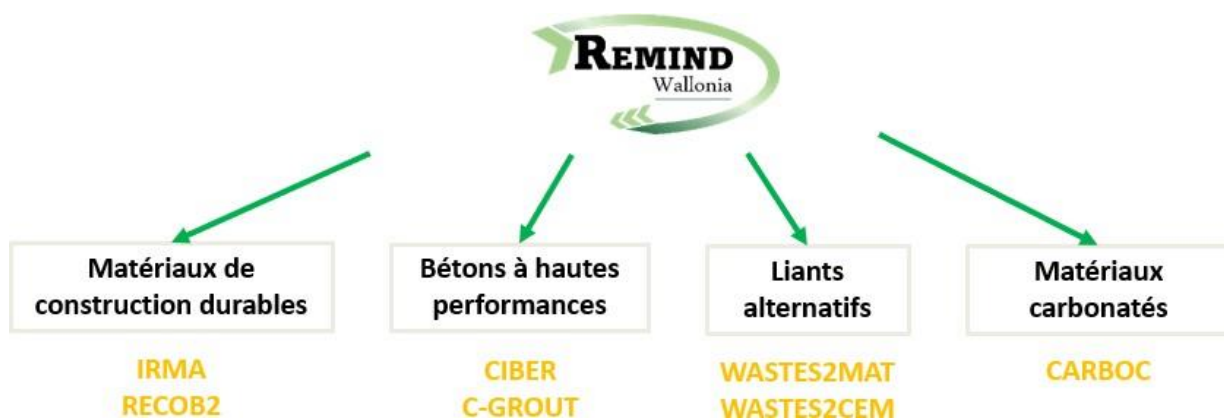 REMIND
Wallonia
Matériaux de
construction durables
Bétons à hautes
performances
Liants
alternatifs
Matériaux
carbonatés
IRMA
RECOB2
CIBER
C-GROUT
WASTES2MAT
WASTES2CEM
CARBOC